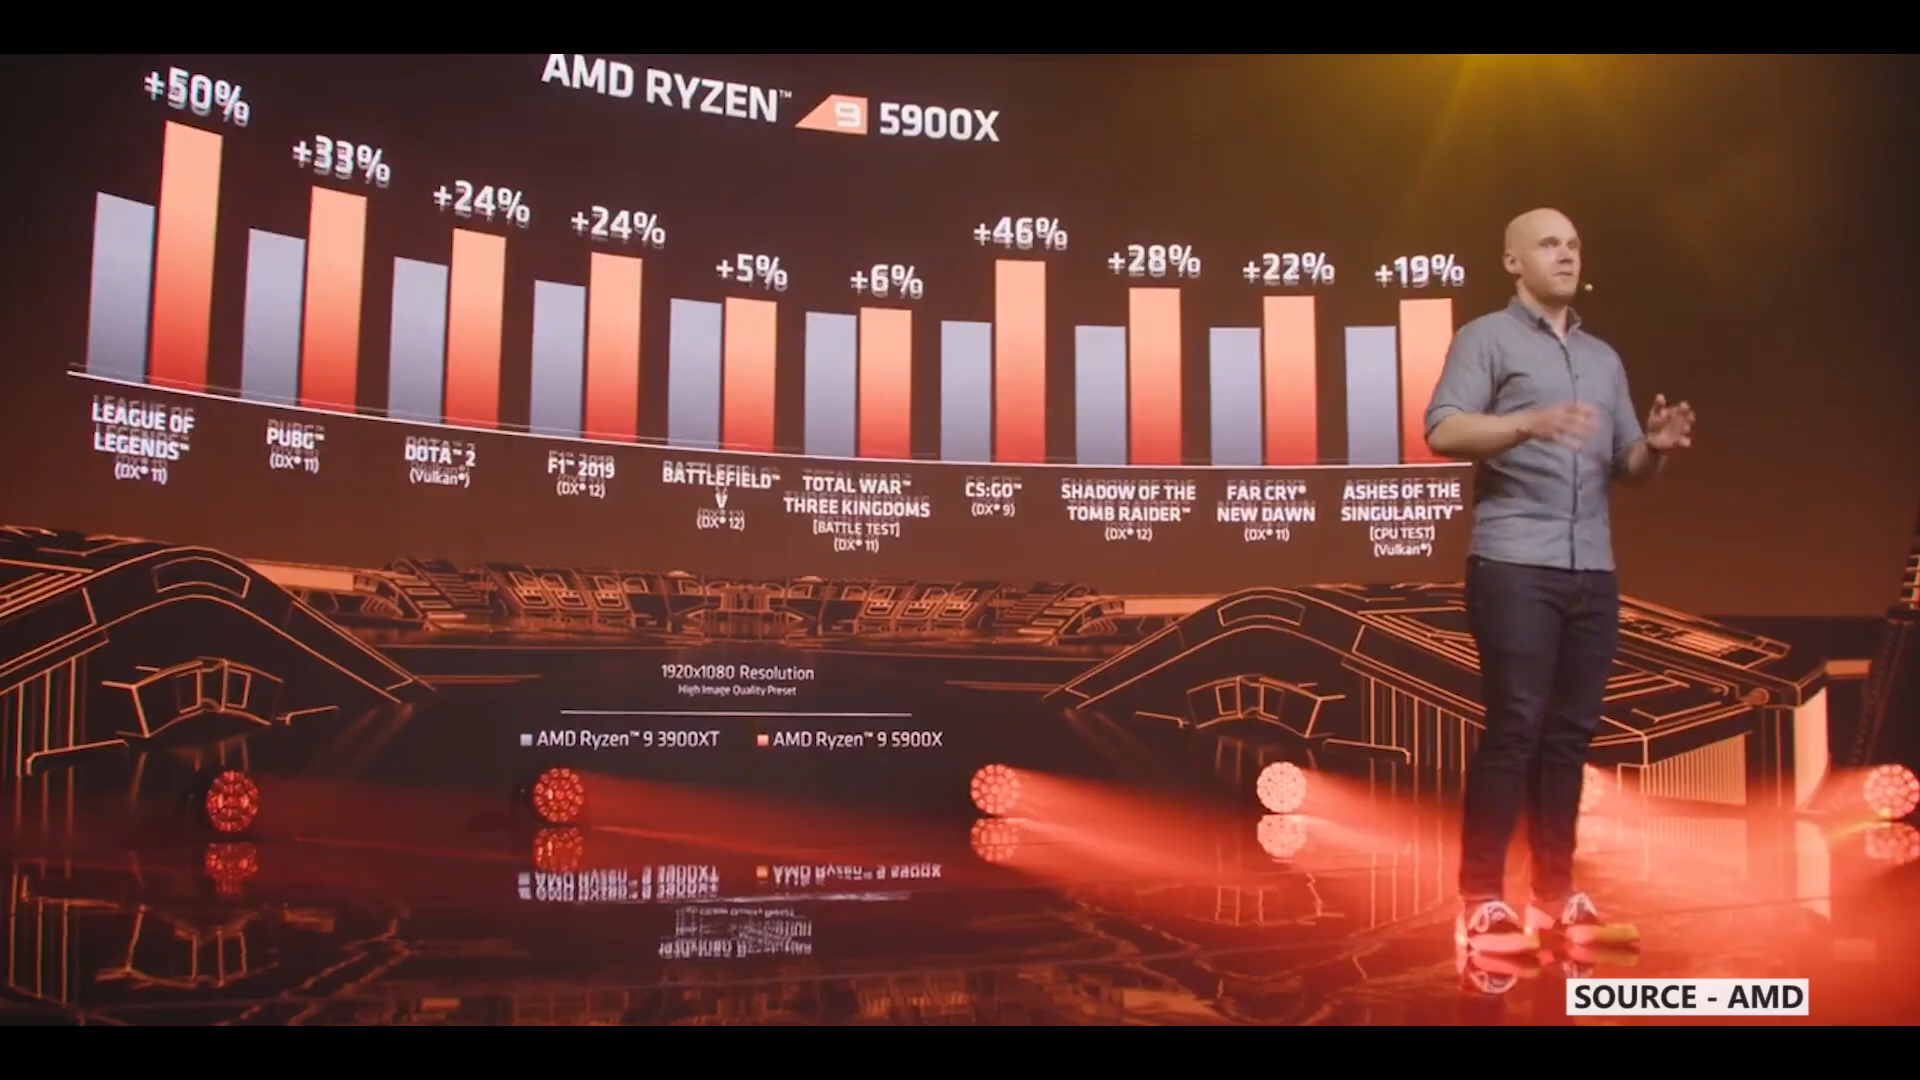 AMD RYZEN™ 9 5900X
+50%
+33%
+24%
+24%
+5%
+6%
+46%
+28%
+22%
+19%
LEAGUE OF
LEGENDS™
(DX® 11)
PUBG™
(DX® 11)
DOTA™ 2
(Vulkan®)
F1™ 2019
(DX® 12)
BATTLEFIELD™
V
(DX® 12)
TOTAL WAR™
THREE KINGDOMS
[BATTLE TEST]
(DX® 11)
CS:GO™
(DX® 9)
SHADOW OF THE
TOMB RAIDER™
(DX® 12)
FAR CRY®
NEW DAWN
(DX® 11)
ASHES OF THE
SINGULARITY™
[CPU TEST]
(Vulkan®)
1920x1080 Resolution
High Image Quality Preset
AMD Ryzen™ 9 3900XT
AMD Ryzen™ 9 5900X
SOURCE - AMD